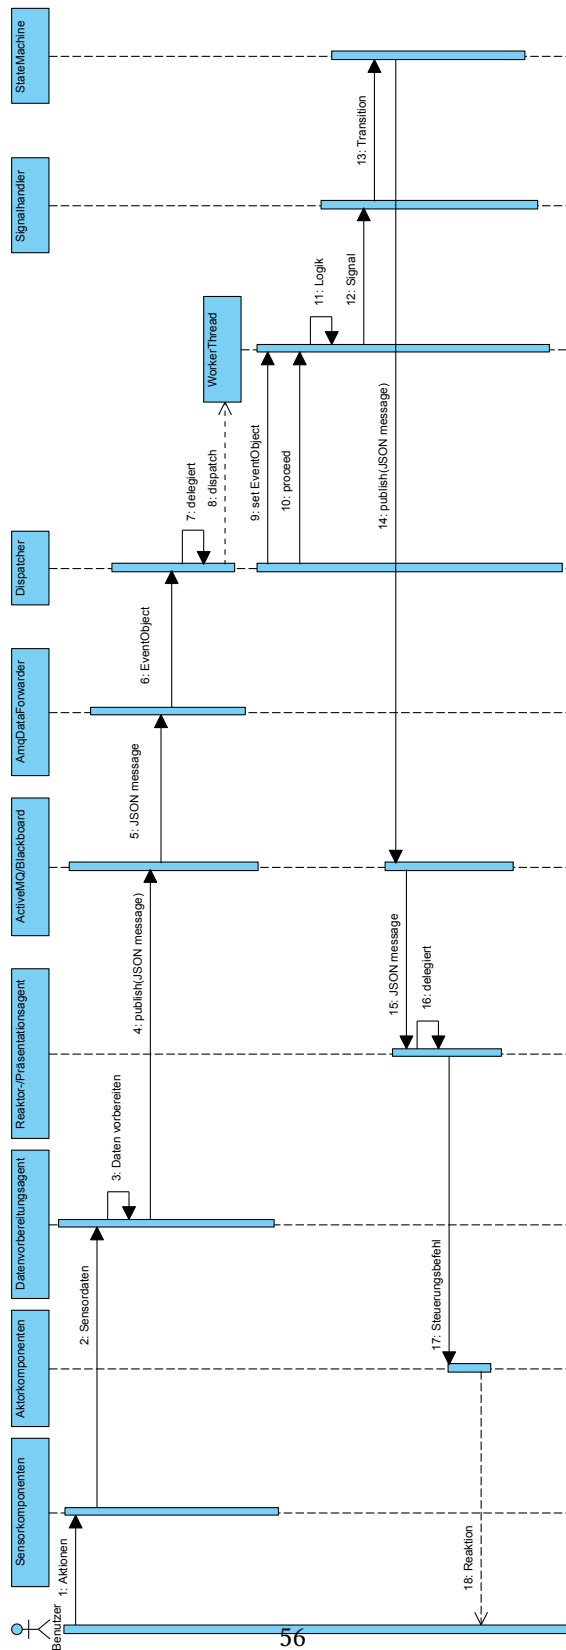 Benutzer
Sensorkomponenten
Aktorkomponenten
Datenvorbereitungsagent
Reaktor-/Präsentationsagent
ActiveMQ/Blackboard
AmqDataForwarder
Dispatcher
WorkerThread
Signalhandler
StateMachine
1: Aktionen
2: Sensordaten
3: Daten vorbereiten
4: publish(JSON message)
5: JSON message
6: EventObject
7: delegiert
8: dispatch
9: set EventObject
10: proceed
11: Logik
12: Signal
13: Transition
14: publish(JSON message)
15: JSON message
16: delegiert
17: Steuerungsbefehl
18: Reaktion
56